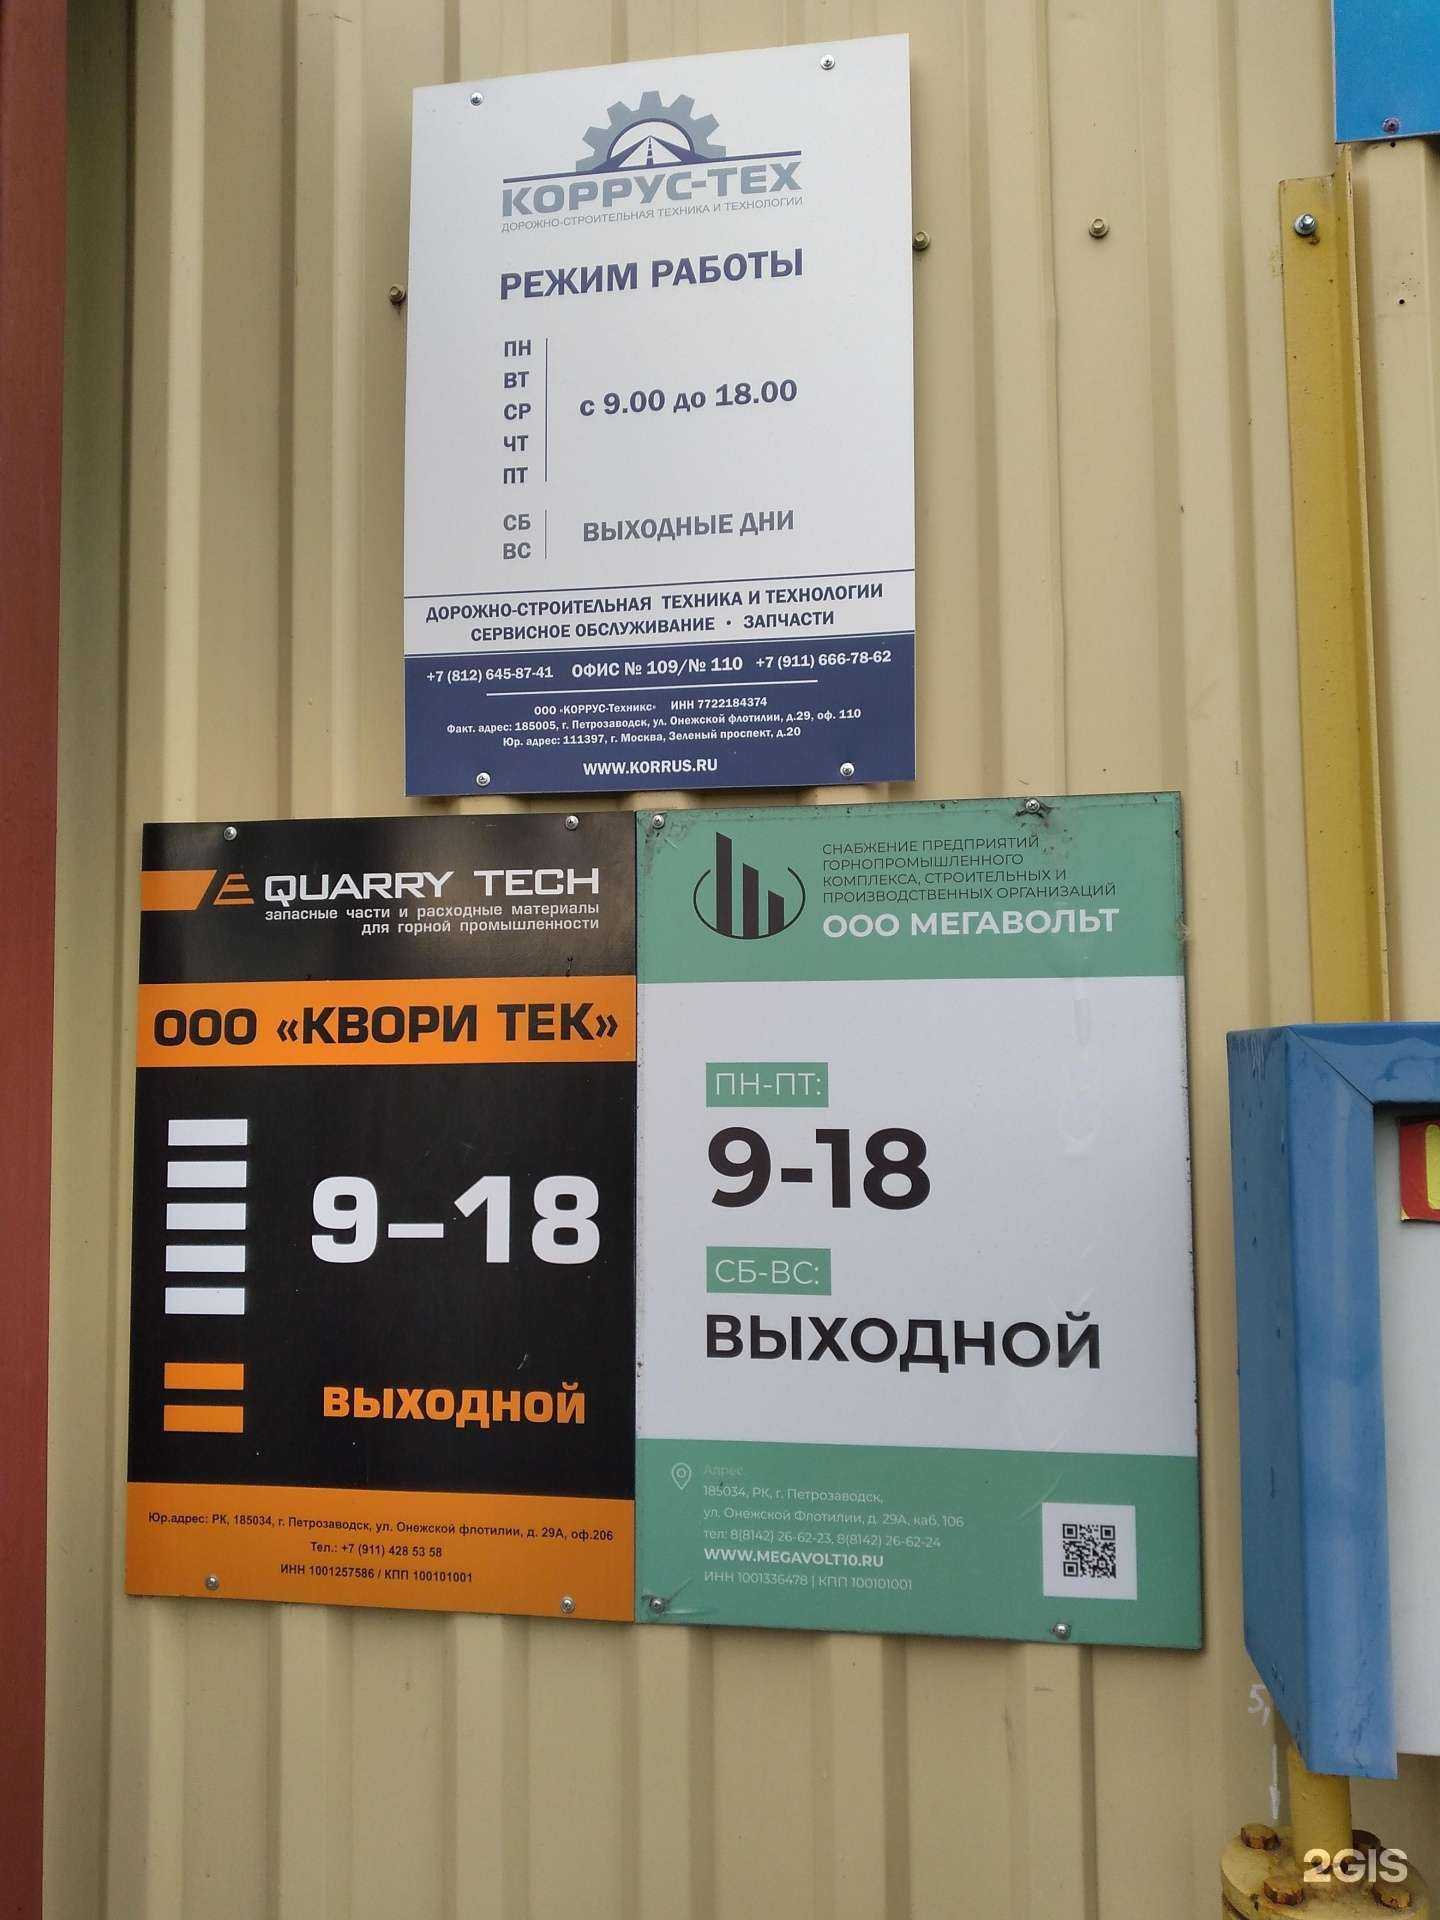 КОРРУС-ТЕХ
ДОРОЖНО-СТРОИТЕЛЬНАЯ ТЕХНИКА И ТЕХНОЛОГИИ
РЕЖИМ РАБОТЫ
ПН
ВТ
СР
ЧТ
ПТ
с 9.00 до 18.00
СБ
ВС
ВЫХОДНЫЕ ДНИ
ДОРОЖНО-СТРОИТЕЛЬНАЯ ТЕХНИКА И ТЕХНОЛОГИИ
СЕРВИСНОЕ ОБСЛУЖИВАНИЕ · ЗАПЧАСТИ
+7 (812) 645-87-41 ОФИС № 109/№ 110 +7 (911) 666-78-62
ООО «КОРРУС-Техникс» ИНН 7722184374
Факт. адрес: 185005, г. Петрозаводск, ул. Онежской флотилии, д.29, оф. 110
Юр. адрес: 111397, г. Москва, Зеленый проспект, д.20
WWW.KORRUS.RU
QUARRY TECH
запасные части и расходные материалы
для горной промышленности
ООО «КВОРИ ТЕК»
9–18
выходной
Юр.адрес: РК, 185034, г. Петрозаводск, ул. Онежской флотилии, д. 29А, оф.206
Тел.: +7 (911) 428 53 58
ИНН 1001257586 / КПП 100101001
СНАБЖЕНИЕ ПРЕДПРИЯТИЙ
ГОРНОПРОМЫШЛЕННОГО
КОМПЛЕКСА, СТРОИТЕЛЬНЫХ И
ПРОИЗВОДСТВЕННЫХ ОРГАНИЗАЦИЙ
ООО МЕГАВОЛЬТ
ПН-ПТ:
9-18
СБ-ВС:
ВЫХОДНОЙ
Адрес:
185034, РК, г. Петрозаводск,
ул. Онежской Флотилии, д. 29А, каб. 106
тел: 8(8142) 26-62-23, 8(8142) 26-62-24
WWW.MEGAVOLT10.RU
ИНН 1001336478 | КПП 100101001
5,
2GIS